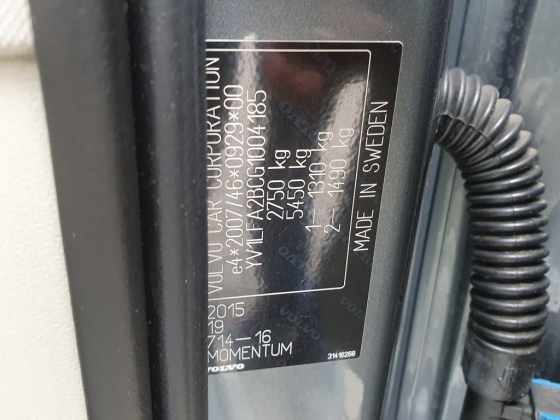 VOLVO CAR CORPORATION
e4*2007/46*0929*00
YV1LFA2BCG1004185
2750 kg
5450 kg
1- 1310 kg
2- 1490 kg
MADE IN SWEDEN
2015
19
714-16
MOMENTUM
VOLVO
31416268